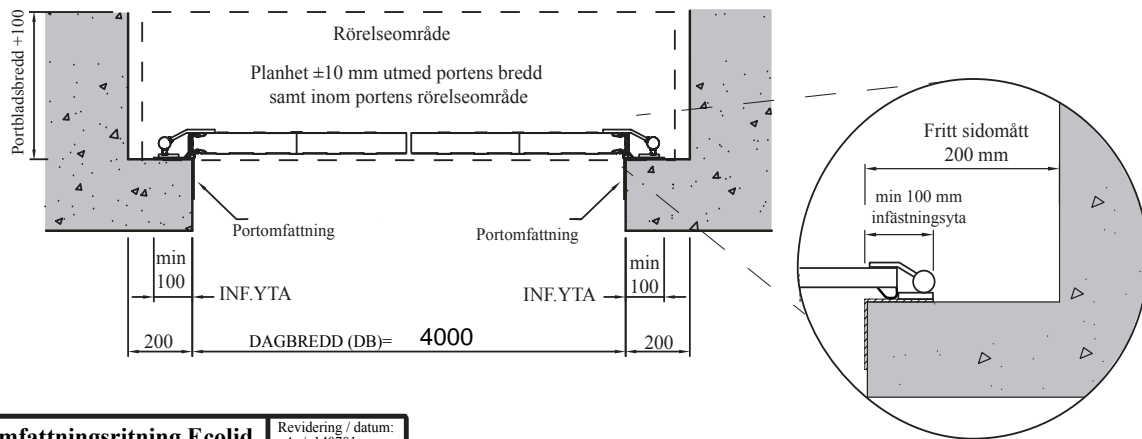 Portbladsbredd +100
Rörelseområde
Planhet ±10 mm utmed portens bredd
samt inom portens rörelseområde
Fritt sidomått
200 mm
min 100 mm
infästningsyta
Portomfattning
Portomfattning
min
100
INF.YTA
INF.YTA
min
100
200
DAGBREDD (DB)=
4000
200
mfattningsritning Ecolid
Revidering / datum: